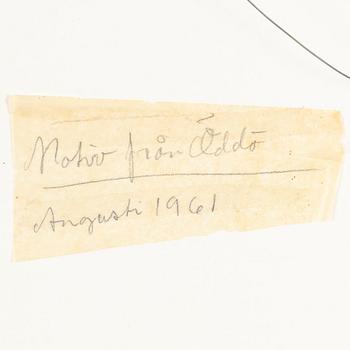 Motiv från Öddö
Augusti 1961